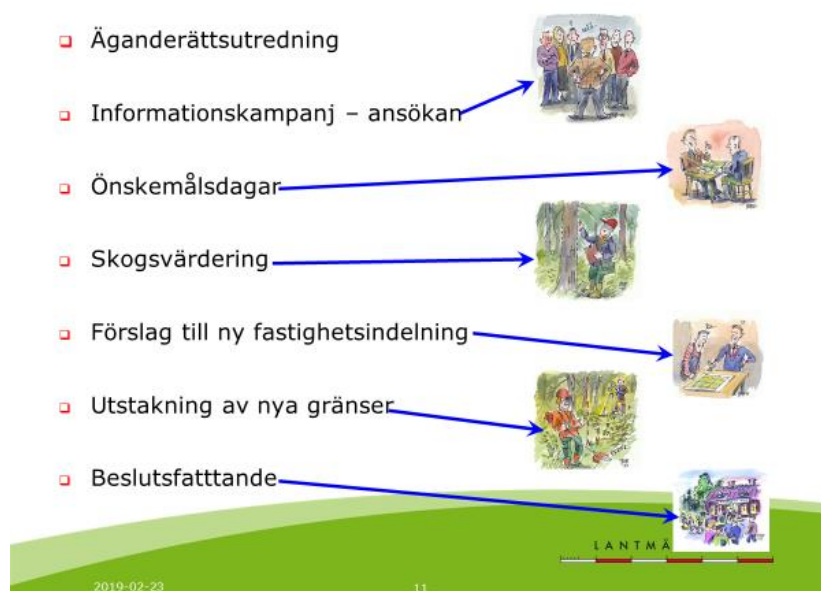 Äganderättsutredning
Informationskampanj – ansökan
Önskemålsdagar
Skogsvärdering
Förslag till ny fastighetsindelning
Utstakning av nya gränser
Beslutsfatttande
LANTMÄ
2019-02-23
11